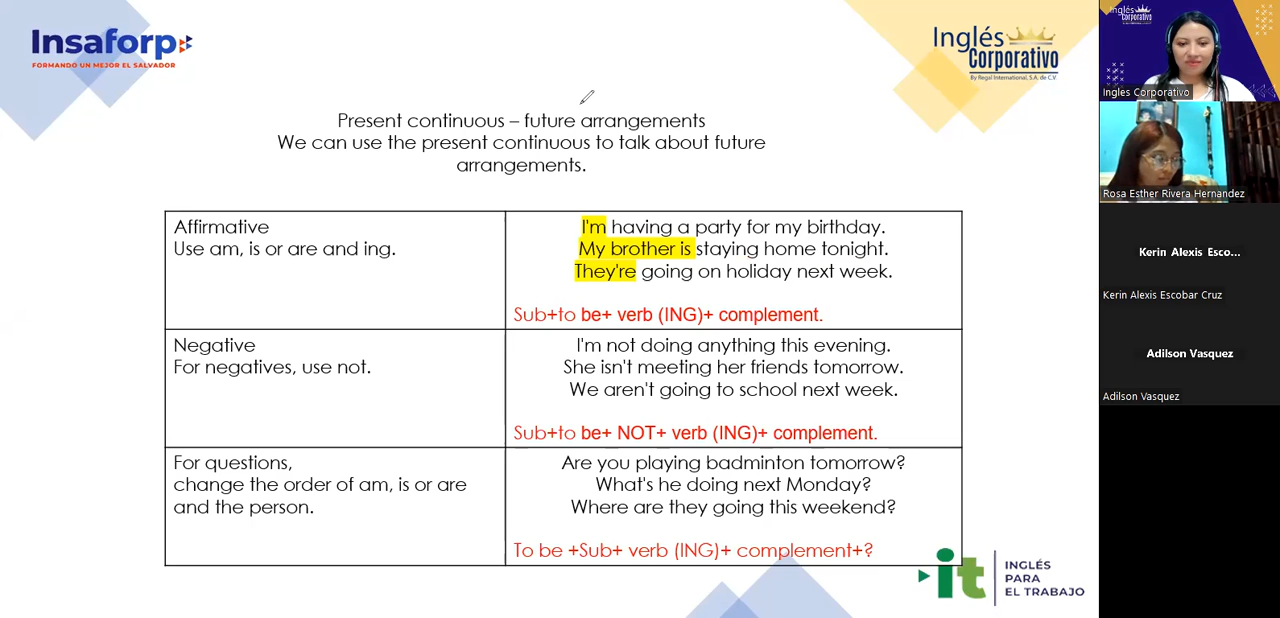 Insaforp
FORMANDO UN MEJOR EL SALVADOR
Inglés
Corporativo
By Regal International, S.A. de C.V.
Present continuous – future arrangements
We can use the present continuous to talk about future
arrangements.
Affirmative
Use am, is or are and ing.
I'm having a party for my birthday.
My brother is staying home tonight.
They're going on holiday next week.
Sub+to be+ verb (ING)+ complement.
Negative
For negatives, use not.
I'm not doing anything this evening.
She isn't meeting her friends tomorrow.
We aren't going to school next week.
Sub+to be+ NOT+ verb (ING)+ complement.
For questions,
change the order of am, is or are
and the person.
Are you playing badminton tomorrow?
What's he doing next Monday?
Where are they going this weekend?
To be +Sub+ verb (ING)+ complement+?
it
INGLÉS
PARA
EL TRABAJO
Inglés
Corporativo
Ingles Corporativo
Rosa Esther Rivera Hernandez
Kerin Alexis Esco...
Kerin Alexis Escobar Cruz
Adilson Vasquez
Adilson Vasquez